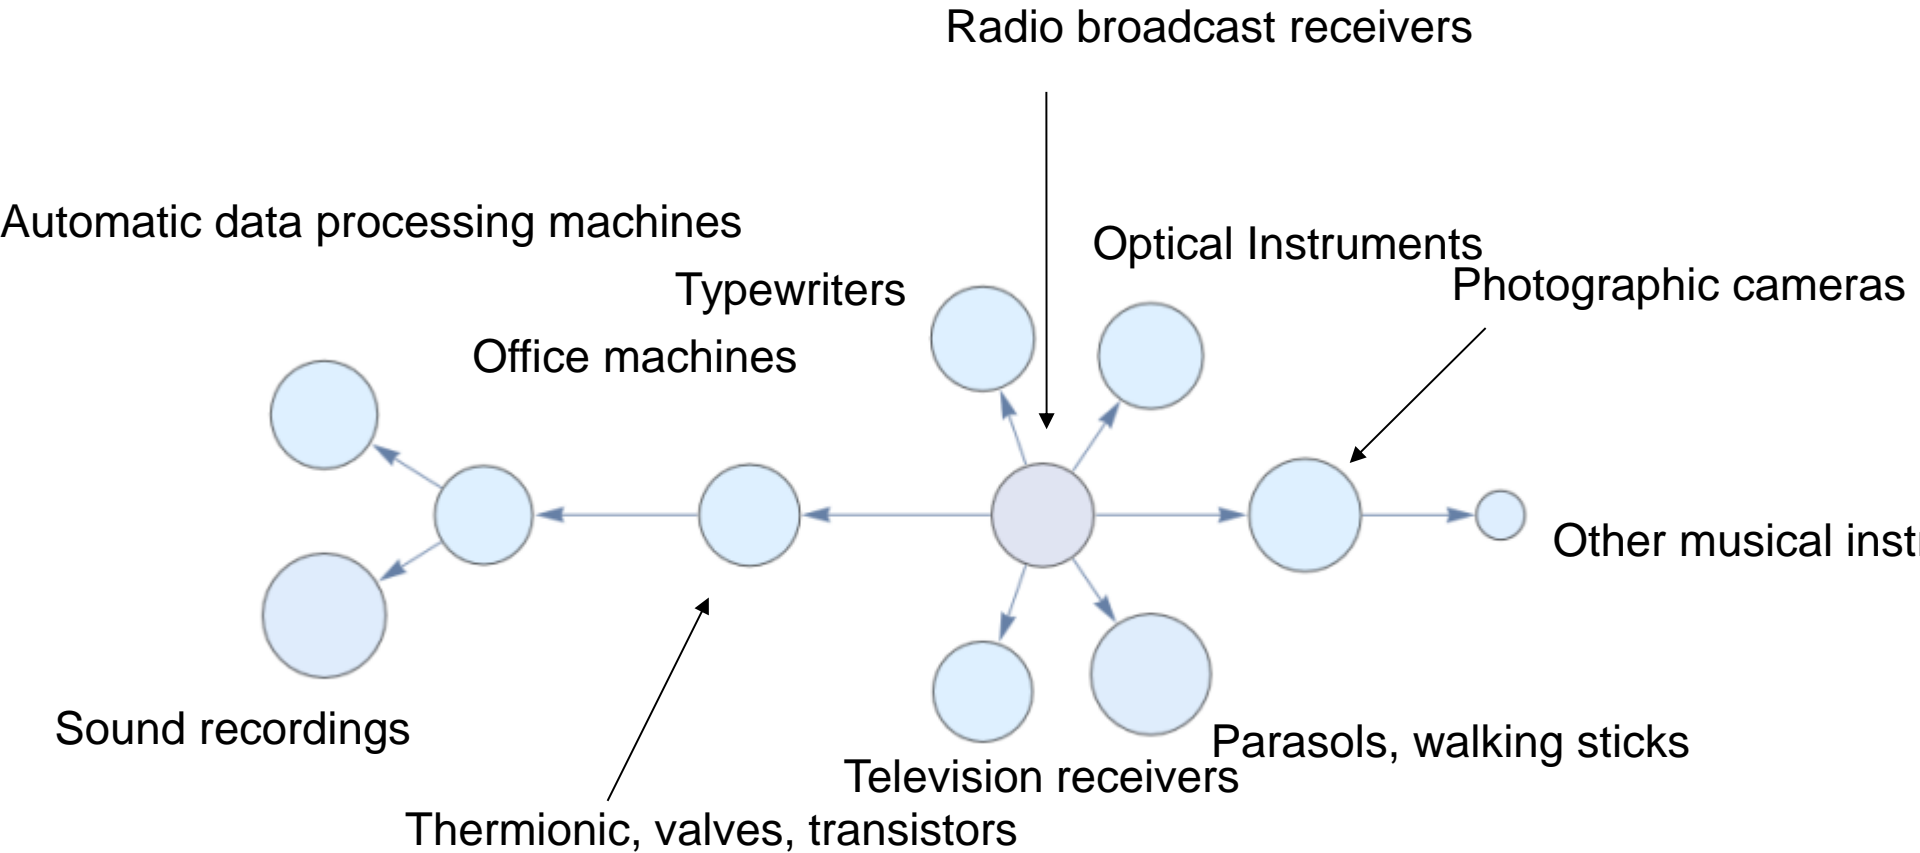 Radio broadcast receivers
Automatic data processing machines
Optical Instruments
Photographic cameras
Typewriters
Office machines
Other musical
Sound recordings
Parasols, walking sticks
Television receivers
Thermionic, valves, transistors